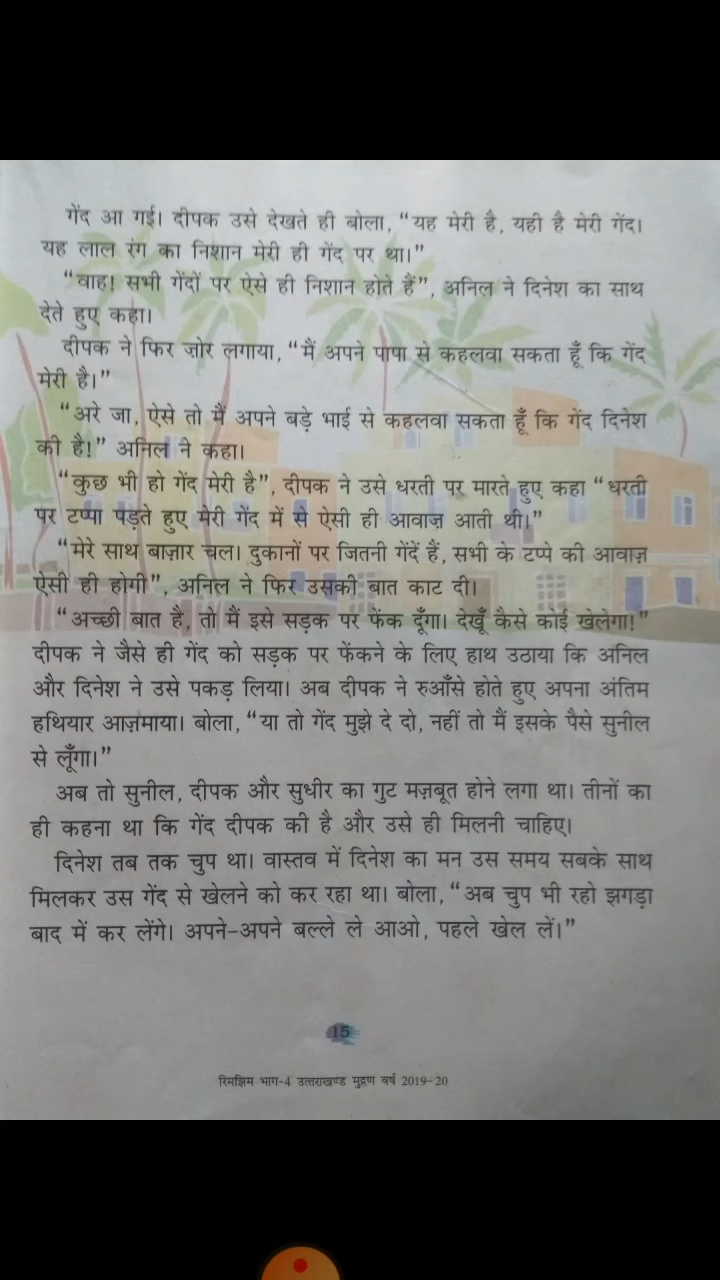 गेंद आ गई। दीपक उसे देखते ही बोला, “यह मेरी है, यही है मेरी गेंद।
यह लाल रंग का निशान मेरी ही गेंद पर था।”
“वाह! सभी गेंदों पर ऐसे ही निशान होते हैं”, अनिल ने दिनेश का साथ
देते हुए कहा।
दीपक ने फिर ज़ोर लगाया, “मैं अपने पापा से कहलवा सकता हूँ कि गेंद
मेरी है।”
“अरे जा, ऐसे तो मैं अपने बड़े भाई से कहलवा सकता हूँ कि गेंद दिनेश
की है!” अनिल ने कहा।
“कुछ भी हो गेंद मेरी है”, दीपक ने उसे धरती पर मारते हुए कहा “धरती
पर टप्पा पड़ते हुए मेरी गेंद में से ऐसी ही आवाज़ आती थी।”
“मेरे साथ बाज़ार चल। दुकानों पर जितनी गेंदें हैं, सभी के टप्पे की आवाज़
ऐसी ही होगी”, अनिल ने फिर उसकी बात काट दी।
“अच्छी बात है, तो मैं इसे सड़क पर फेंक दूँगा। देखूँ कैसे कोई खेलेगा!”
दीपक ने जैसे ही गेंद को सड़क पर फेंकने के लिए हाथ उठाया कि अनिल
और दिनेश ने उसे पकड़ लिया। अब दीपक ने रुआँसे होते हुए अपना अंतिम
हथियार आज़माया। बोला, “या तो गेंद मुझे दे दो, नहीं तो मैं इसके पैसे सुनील
से लूँगा।”
अब तो सुनील, दीपक और सुधीर का गुट मज़बूत होने लगा था। तीनों का
ही कहना था कि गेंद दीपक की है और उसे ही मिलनी चाहिए।
दिनेश तब तक चुप था। वास्तव में दिनेश का मन उस समय सबके साथ
मिलकर उस गेंद से खेलने को कर रहा था। बोला, “अब चुप भी रहो झगड़ा
बाद में कर लेंगे। अपने-अपने बल्ले ले आओ, पहले खेल लें।”
15
रिमझिम भाग-4 उत्तराखण्ड मुद्रण वर्ष 2019-20